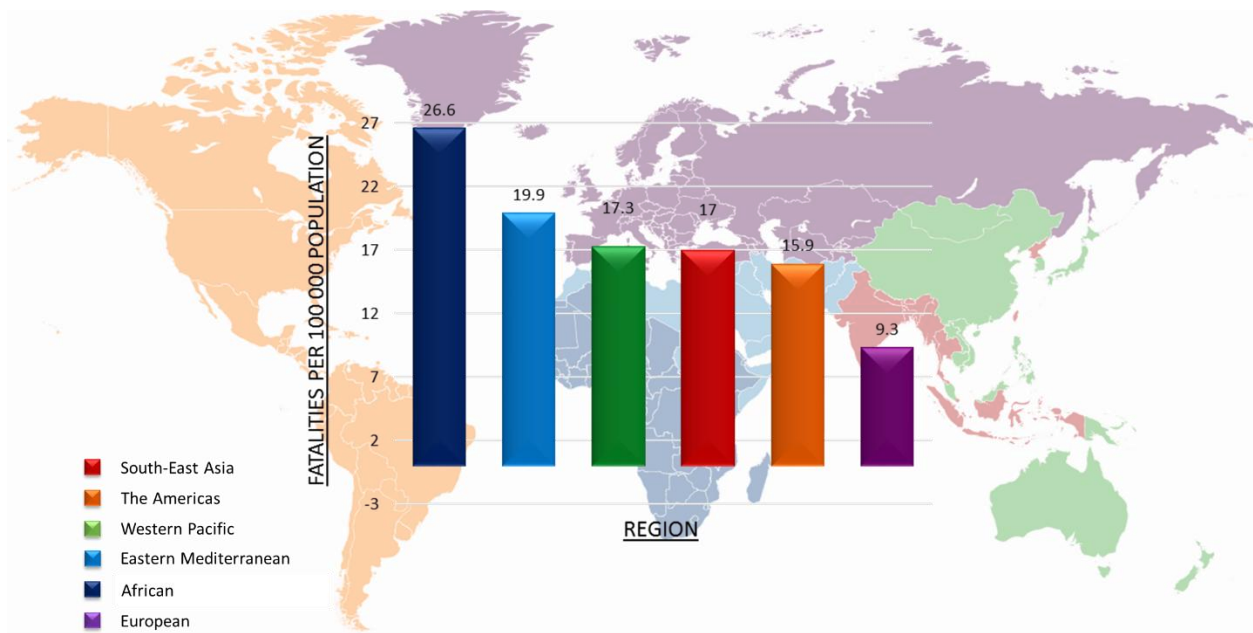 26.6
27
FATALITIES PER 100 000 POPULATION
22
19.9
17.3
17
17
15.9
12
9.3
7
2
-3
REGION
South-East Asia
The Americas
Western Pacific
Eastern Mediterranean
African
European